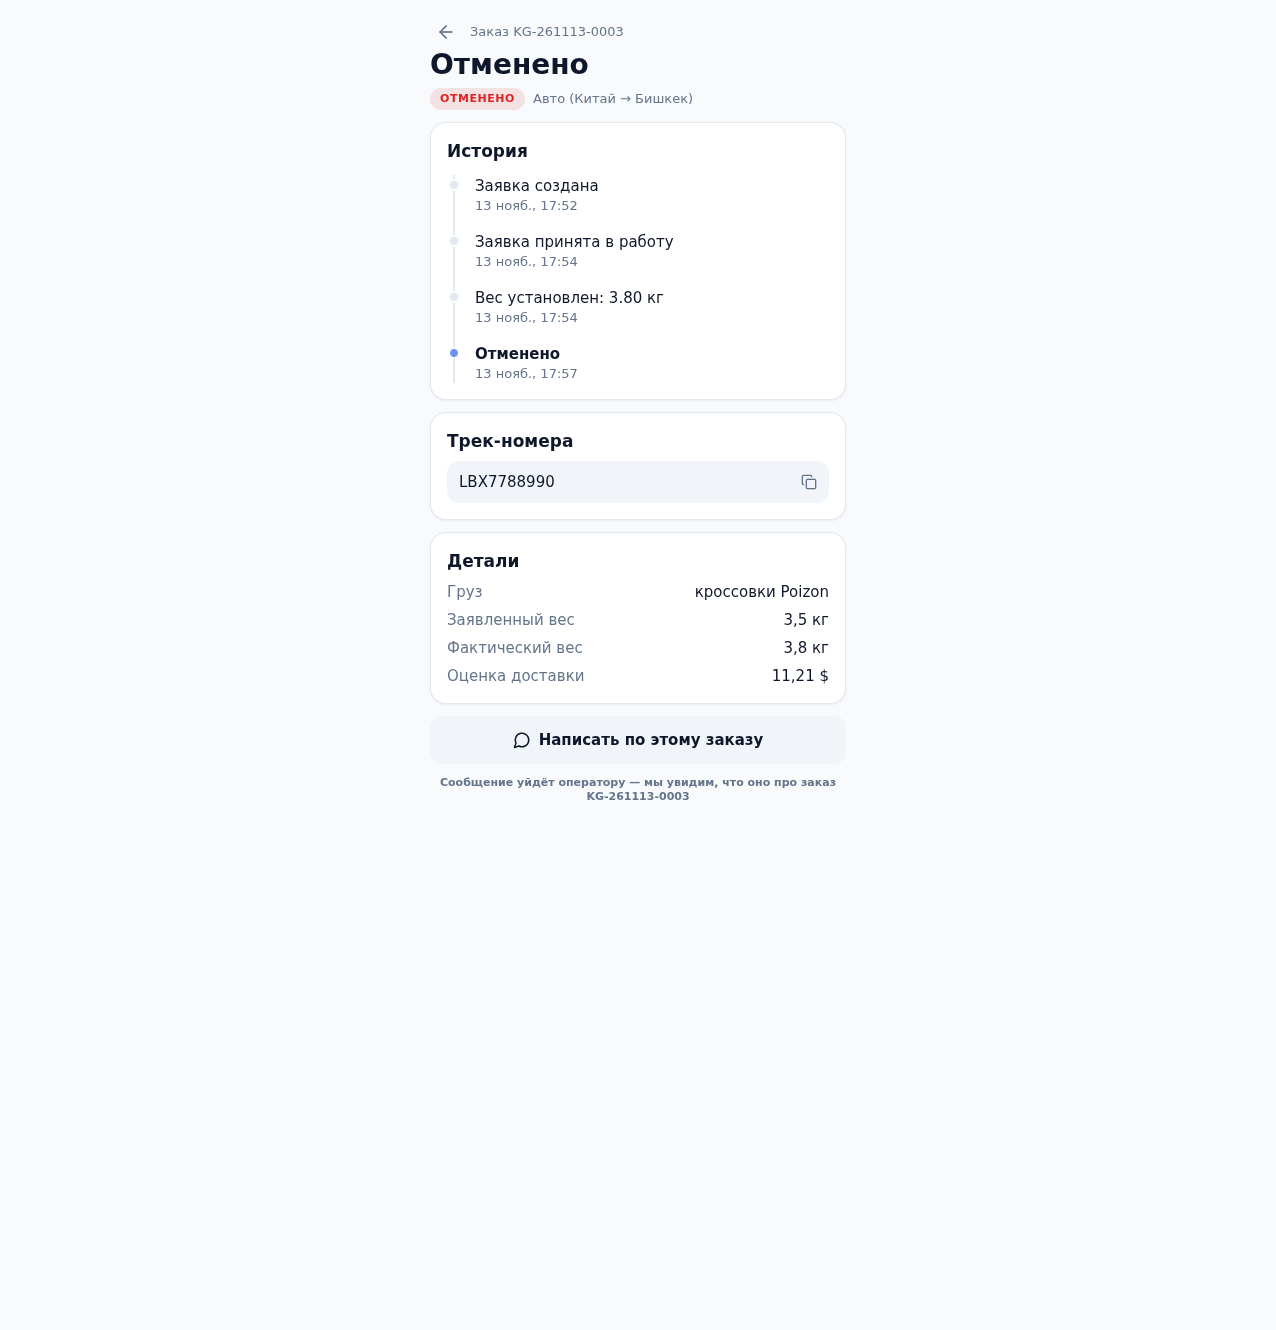 Заказ KG-261113-0003
Отменено
ОТМЕНЕНО Авто (Китай → Бишкек)
История
Заявка создана
13 нояб., 17:52
Заявка принята в работу
13 нояб., 17:54
Вес установлен: 3.80 кг
13 нояб., 17:54
Отменено
13 нояб., 17:57
Трек-номера
LBX7788990
Детали
Груз кроссовки Poizon
Заявленный вес 3,5 кг
Фактический вес 3,8 кг
Оценка доставки 11,21 $
Написать по этому заказу
Сообщение уйдёт оператору — мы увидим, что оно про заказ
KG-261113-0003